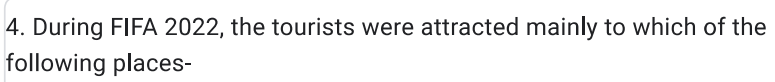 4. During FIFA 2022, the tourists were attracted mainly to which of the
following places-